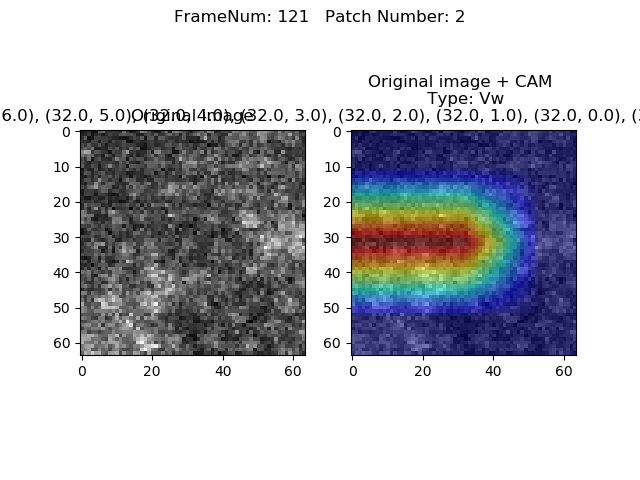 FrameNum: 121   Patch Number: 2
Original image + CAM
Type: Vw
6.0), (32.0, 5.0), (32.0, 4.0), (32.0, 3.0), (32.0, 2.0), (32.0, 1.0), (32.0, 0.0), (3
Original image
0
10
20
30
40
50
60
0 20 40 60
0
10
20
30
40
50
60
0 20 40 60